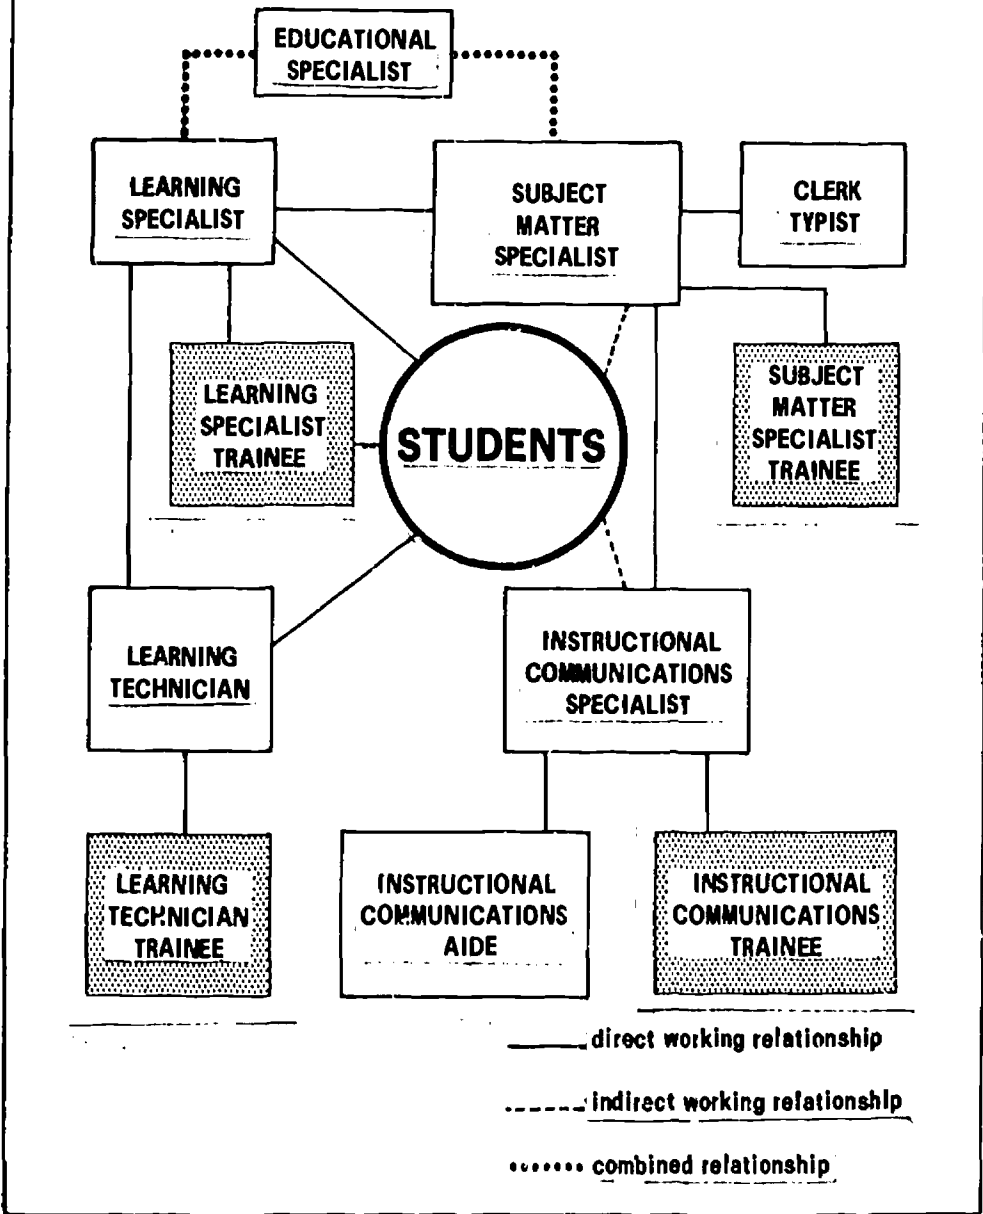 EDUCATIONAL
SPECIALIST
LEARNING
SPECIALIST
SUBJECT
MATTER
SPECIALIST
CLERK
TYPIST
LEARNING
SPECIALIST
TRAINEE
STUDENTS
SUBJECT
MATTER
SPECIALIST
TRAINEE
LEARNING
TECHNICIAN
INSTRUCTIONAL
COMMUNICATIONS
SPECIALIST
LEARNING
TECHNICIAN
TRAINEE
INSTRUCTIONAL
COMMUNICATIONS
AIDE
INSTRUCTIONAL
COMMUNICATIONS
TRAINEE
direct working relationship
indirect working relationship
combined relationship